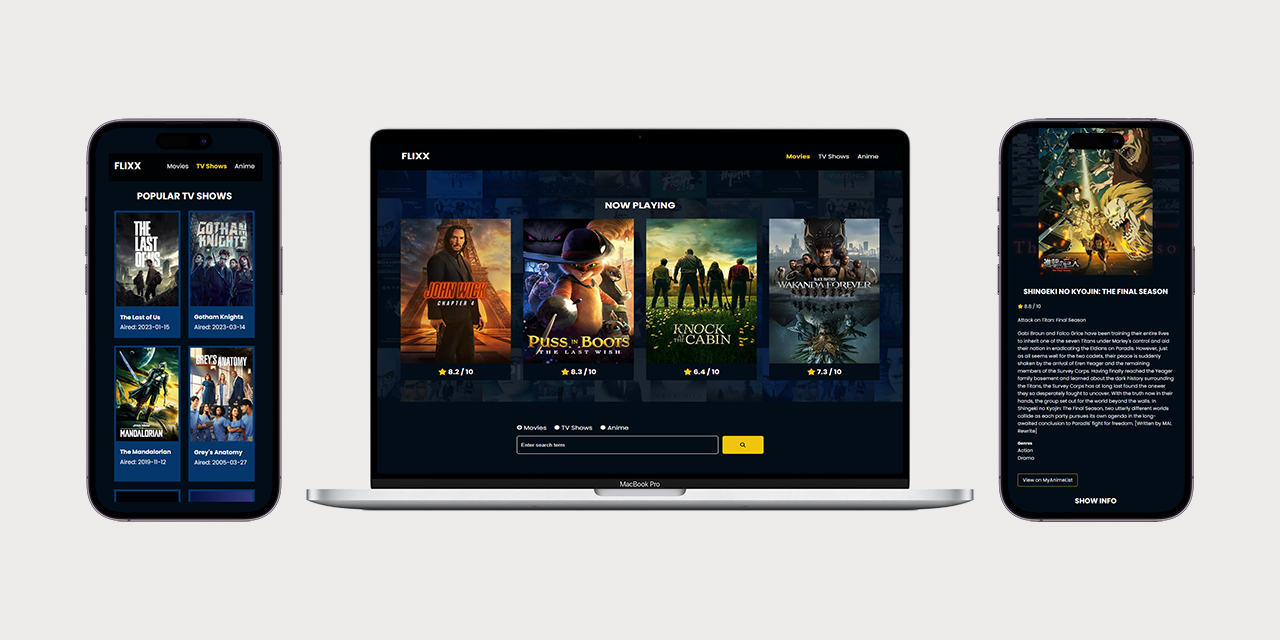 FLIXX
Movies TV Shows Anime
POPULAR TV SHOWS
THE LAST OF US
GOTHAM KNIGHTS
The Last of Us
Aired: 2023-01-15
Gotham Knights
Aired: 2023-03-14
THE MANDALORIAN
GREY'S ANATOMY
The Mandalorian
Aired: 2019-11-12
Grey's Anatomy
Aired: 2005-03-27
FLIXX
Movies TV Shows Anime
NOW PLAYING
JOHN WICK
CHAPTER 4
PUSS IN BOOTS
THE LAST WISH
KNOCK
AT THE CABIN
BLACK PANTHER
WAKANDA FOREVER
8.2 / 10
8.3 / 10
6.4 / 10
7.3 / 10
Movies TV Shows Anime
Enter search term
MacBook Pro
進撃の巨人
SHINGEKI NO KYOJIN: THE FINAL SEASON
8.8 / 10
Attack on Titan: Final Season
Gabi Braun and Falco Grice have been training their entire lives
to inherit one of the seven Titans under Marley's control and aid
their nation in eradicating the Eldians on Paradis. However, just
as all seems well for the two cadets, their peace is suddenly
shaken by the arrival of Eren Yeager and the remaining
members of the Survey Corps. Having finally reached the Yeager
family basement and learned about the dark history surrounding
the Titans, the Survey Corps has at long last found the answer
they so desperately fought to uncover. With the truth now in their
hands, the group set out for the world beyond the walls. In
Shingeki no Kyojin: The Final Season, two utterly different worlds
collide as each party pursues its own agenda in the long-
awaited conclusion to Paradis' fight for freedom. [Written by MAL
Rewrite]
Genres
Action
Drama
View on MyAnimeList
SHOW INFO